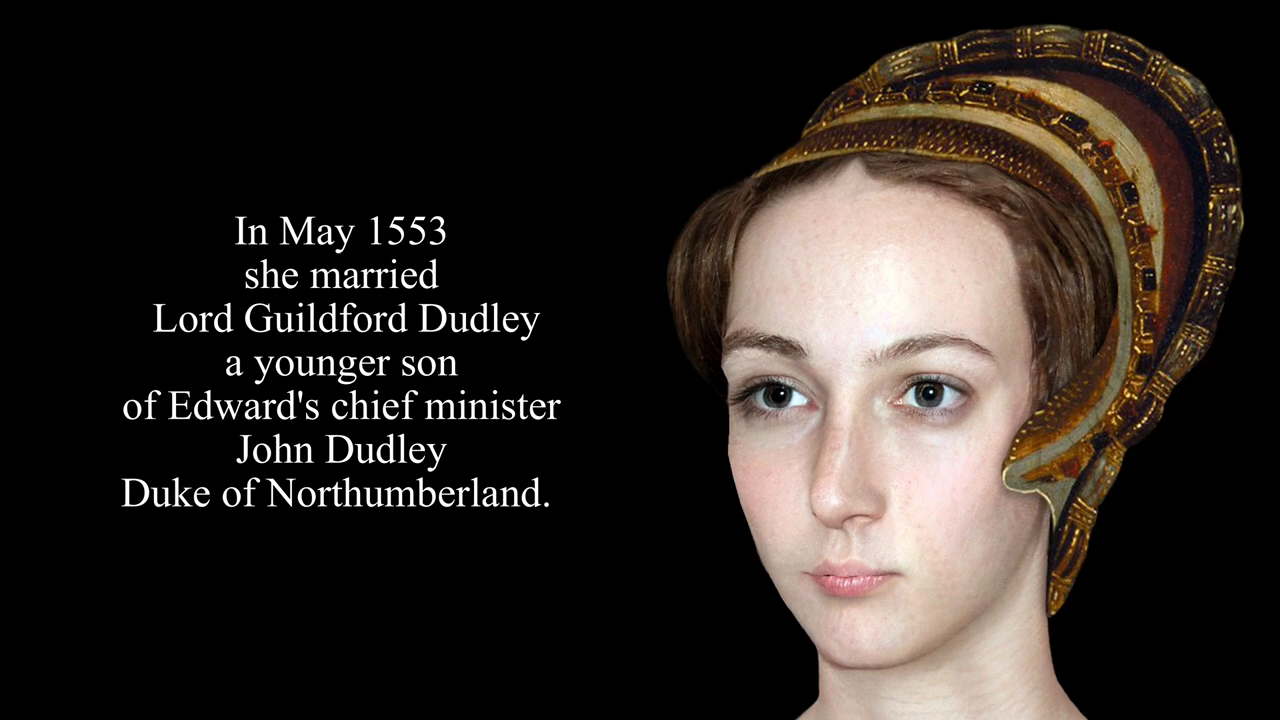 In May 1553
she married
Lord Guildford Dudley
a younger son
of Edward's chief minister
John Dudley
Duke of Northumberland.